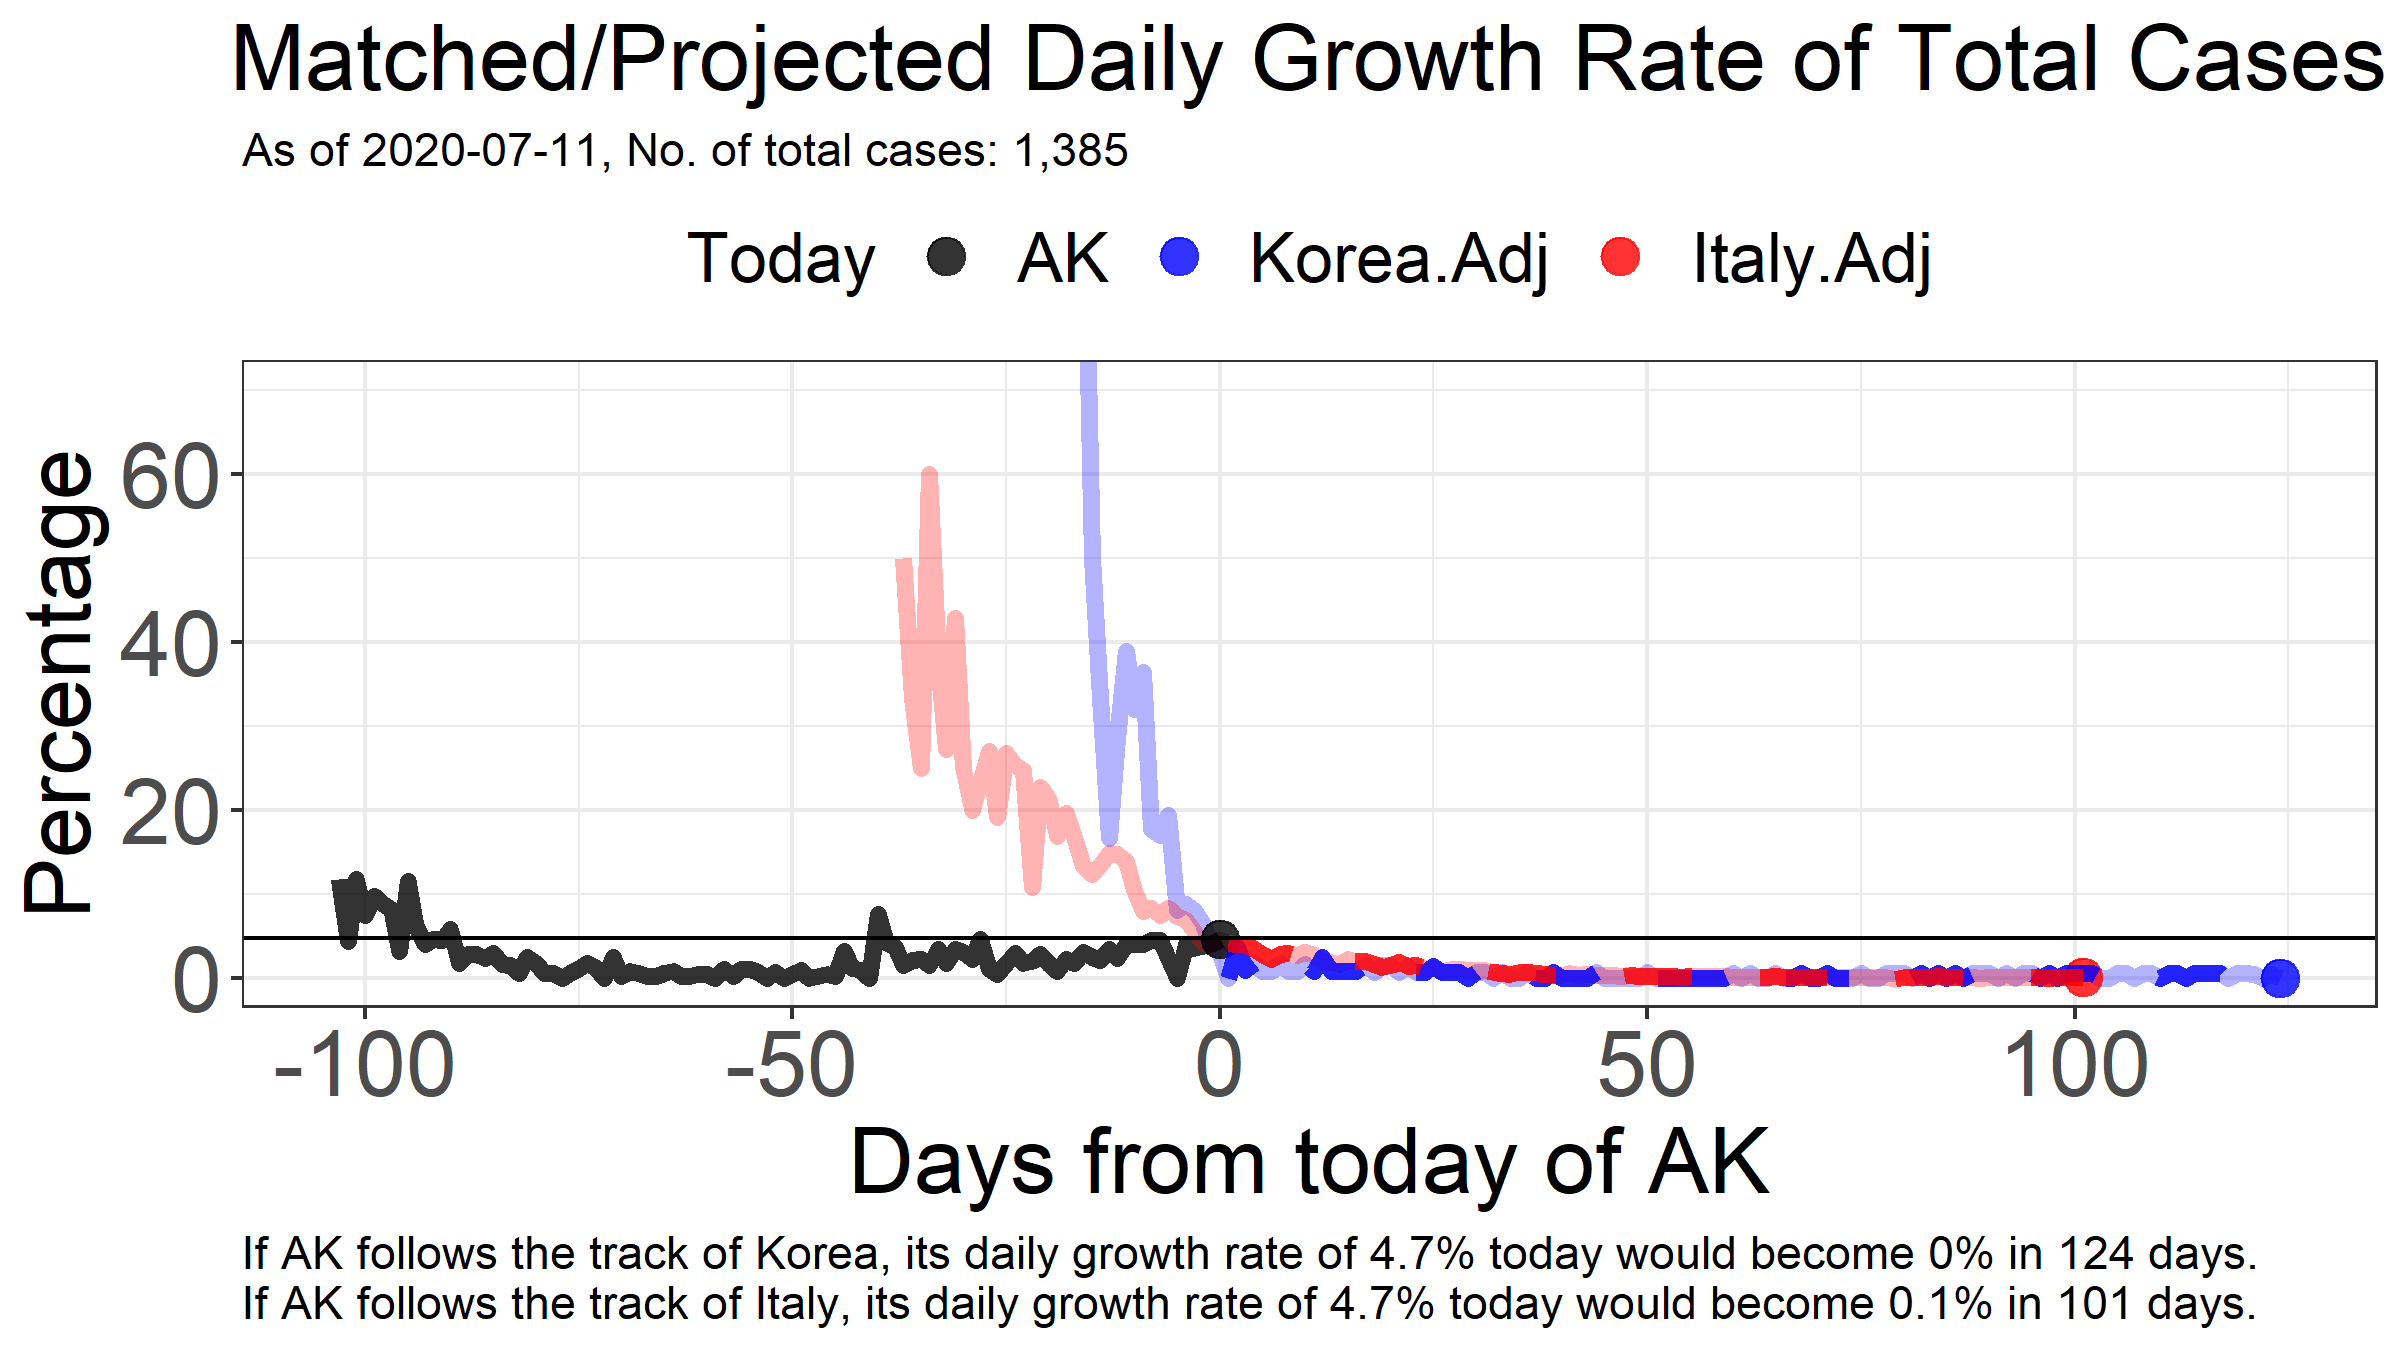 Matched/Projected Daily Growth Rate of Total Cases
As of 2020-07-11, No. of total cases: 1,385
Today AK Korea.Adj Italy.Adj
Percentage
60
40
20
0
-100 -50 0 50 100
Days from today of AK
If AK follows the track of Korea, its daily growth rate of 4.7% today would become 0% in 124 days.
If AK follows the track of Italy, its daily growth rate of 4.7% today would become 0.1% in 101 days.